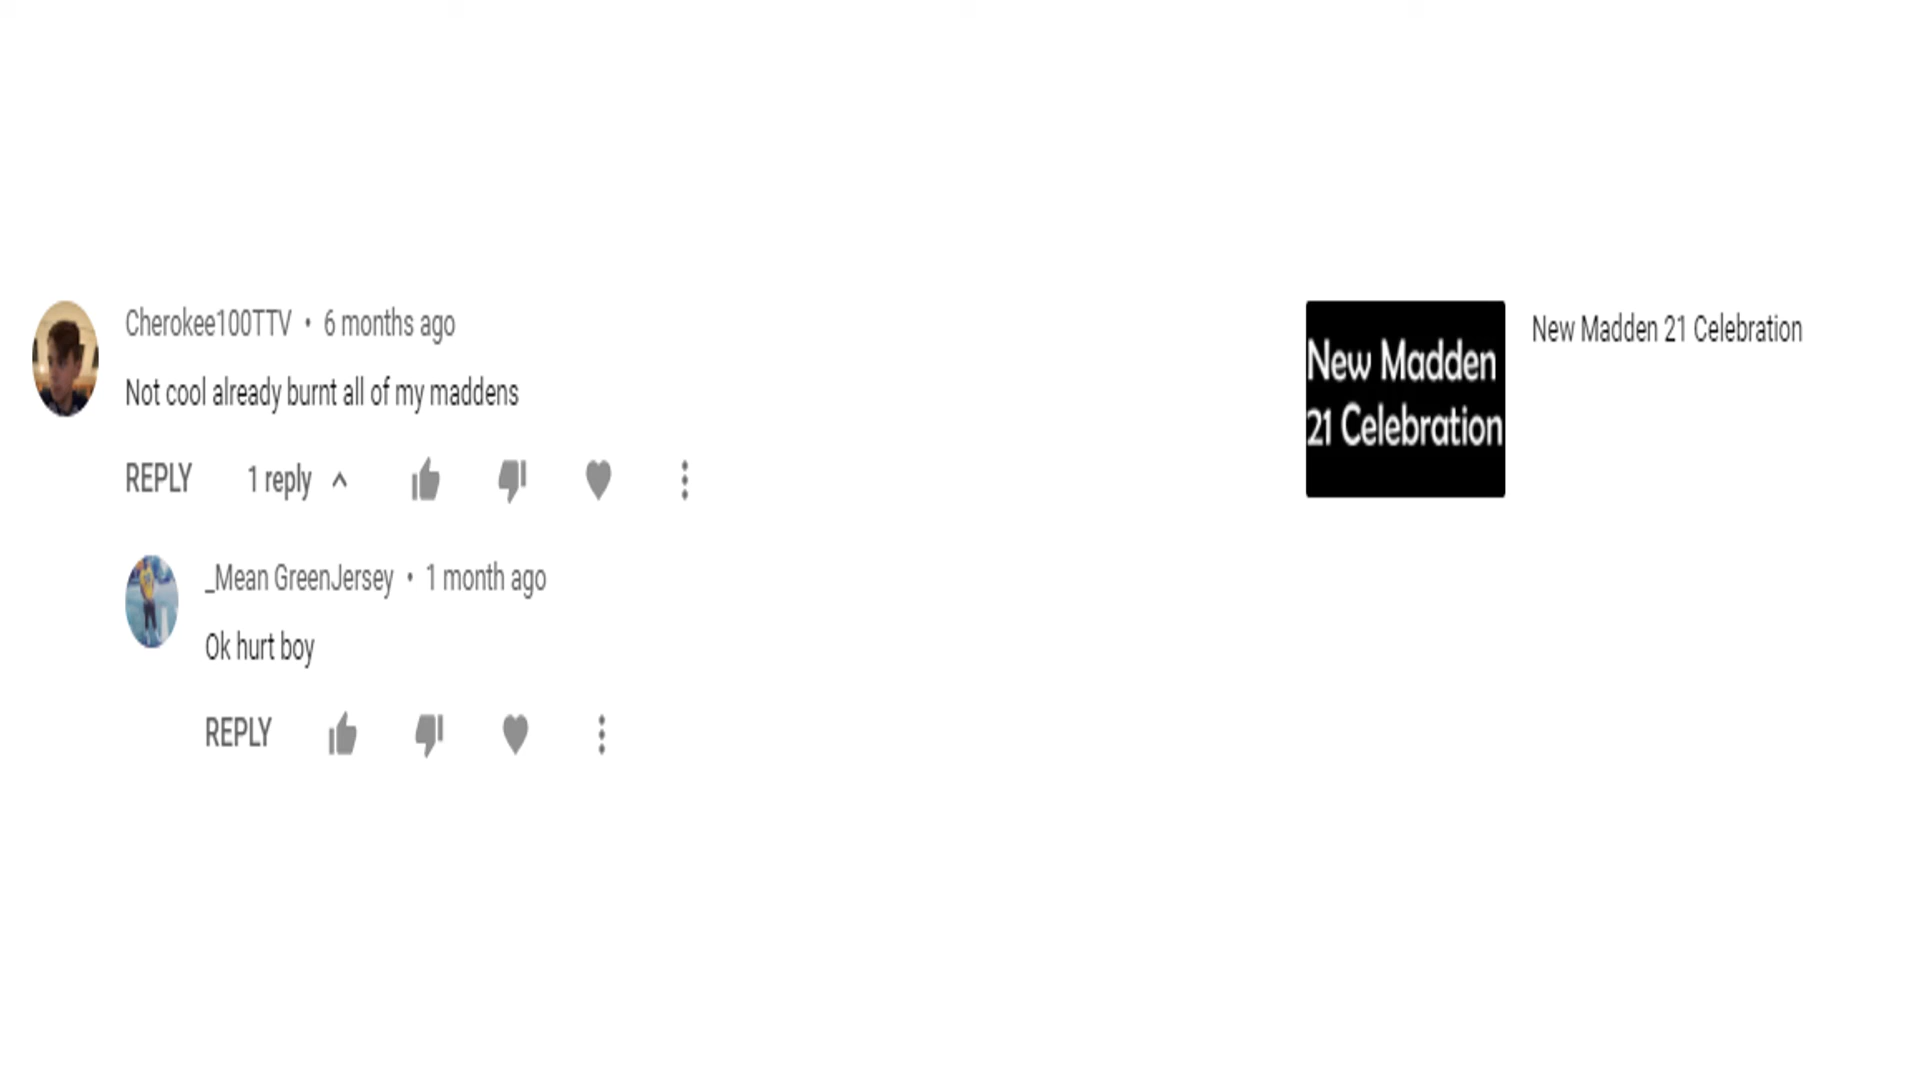 Cherokee100TTV • 6 months ago
Not cool already burnt all of my maddens
REPLY 1 reply
_Mean GreenJersey • 1 month ago
Ok hurt boy
REPLY
New Madden
21 Celebration
New Madden 21 Celebration